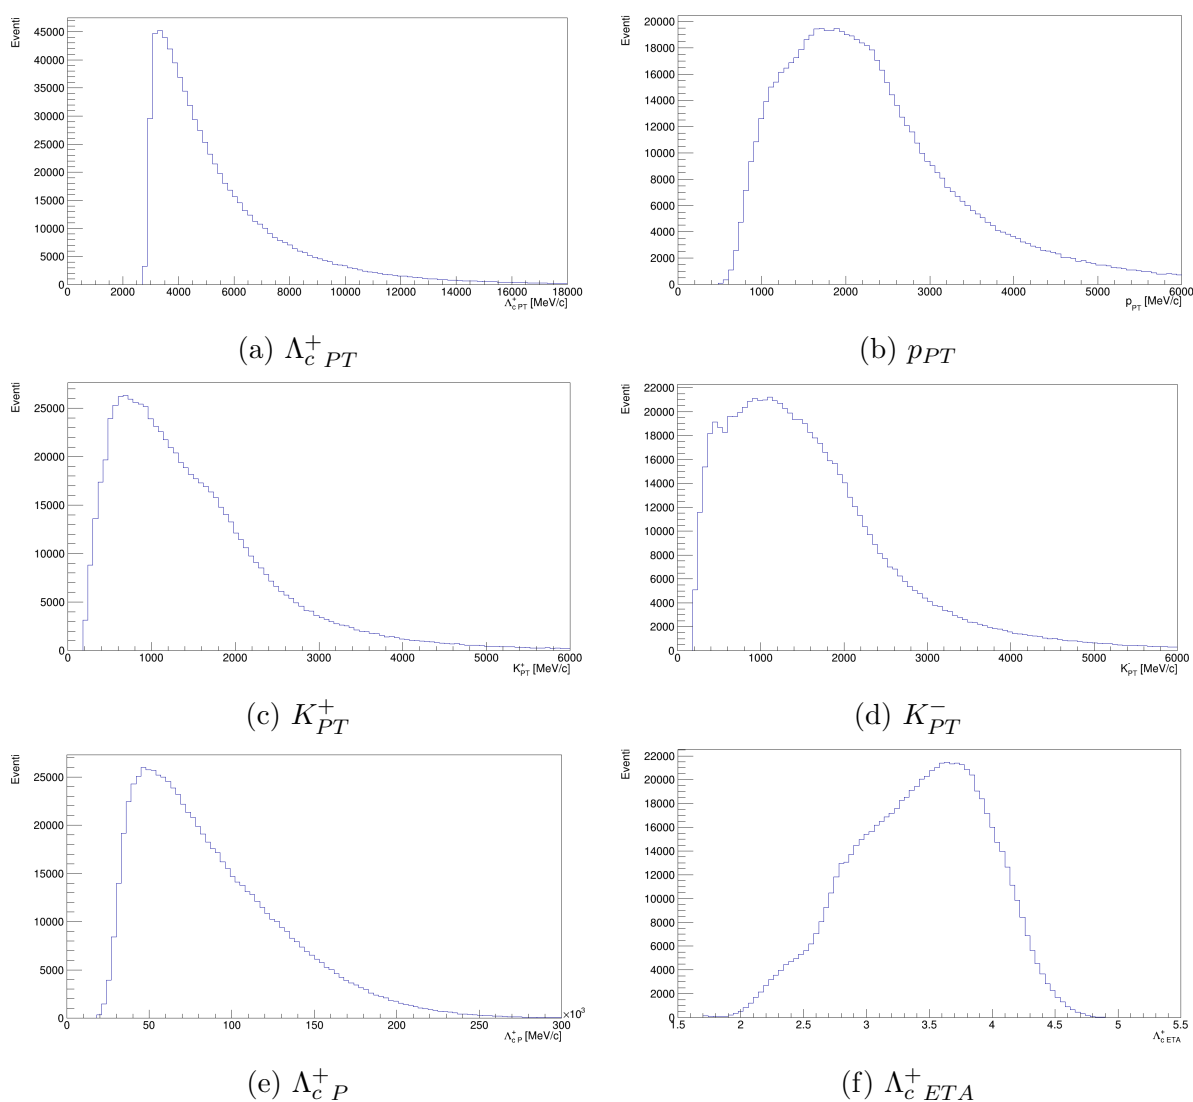 Eventi
45000
40000
35000
30000
25000
20000
15000
10000
5000
0
0 2000 4000 6000 8000 10000 12000 14000 16000 18000
Λ⁺c PT [MeV/c]
(a) Λc⁺ PT
Eventi
20000
18000
16000
14000
12000
10000
8000
6000
4000
2000
0
0 1000 2000 3000 4000 5000 6000
pPT [MeV/c]
(b) pPT
Eventi
25000
20000
15000
10000
5000
0
0 1000 2000 3000 4000 5000 6000
K⁺PT [MeV/c]
(c) K⁺PT
Eventi
22000
20000
18000
16000
14000
12000
10000
8000
6000
4000
2000
0
0 1000 2000 3000 4000 5000 6000
K⁻PT [MeV/c]
(d) K⁻PT
Eventi
25000
20000
15000
10000
5000
0
0 50 100 150 200 250 300
×10³
Λ⁺c P [MeV/c]
(e) Λc⁺ P
Eventi
22000
20000
18000
16000
14000
12000
10000
8000
6000
4000
2000
0
1.5 2 2.5 3 3.5 4 4.5 5 5.5
Λ⁺c ETA
(f) Λc⁺ ETA